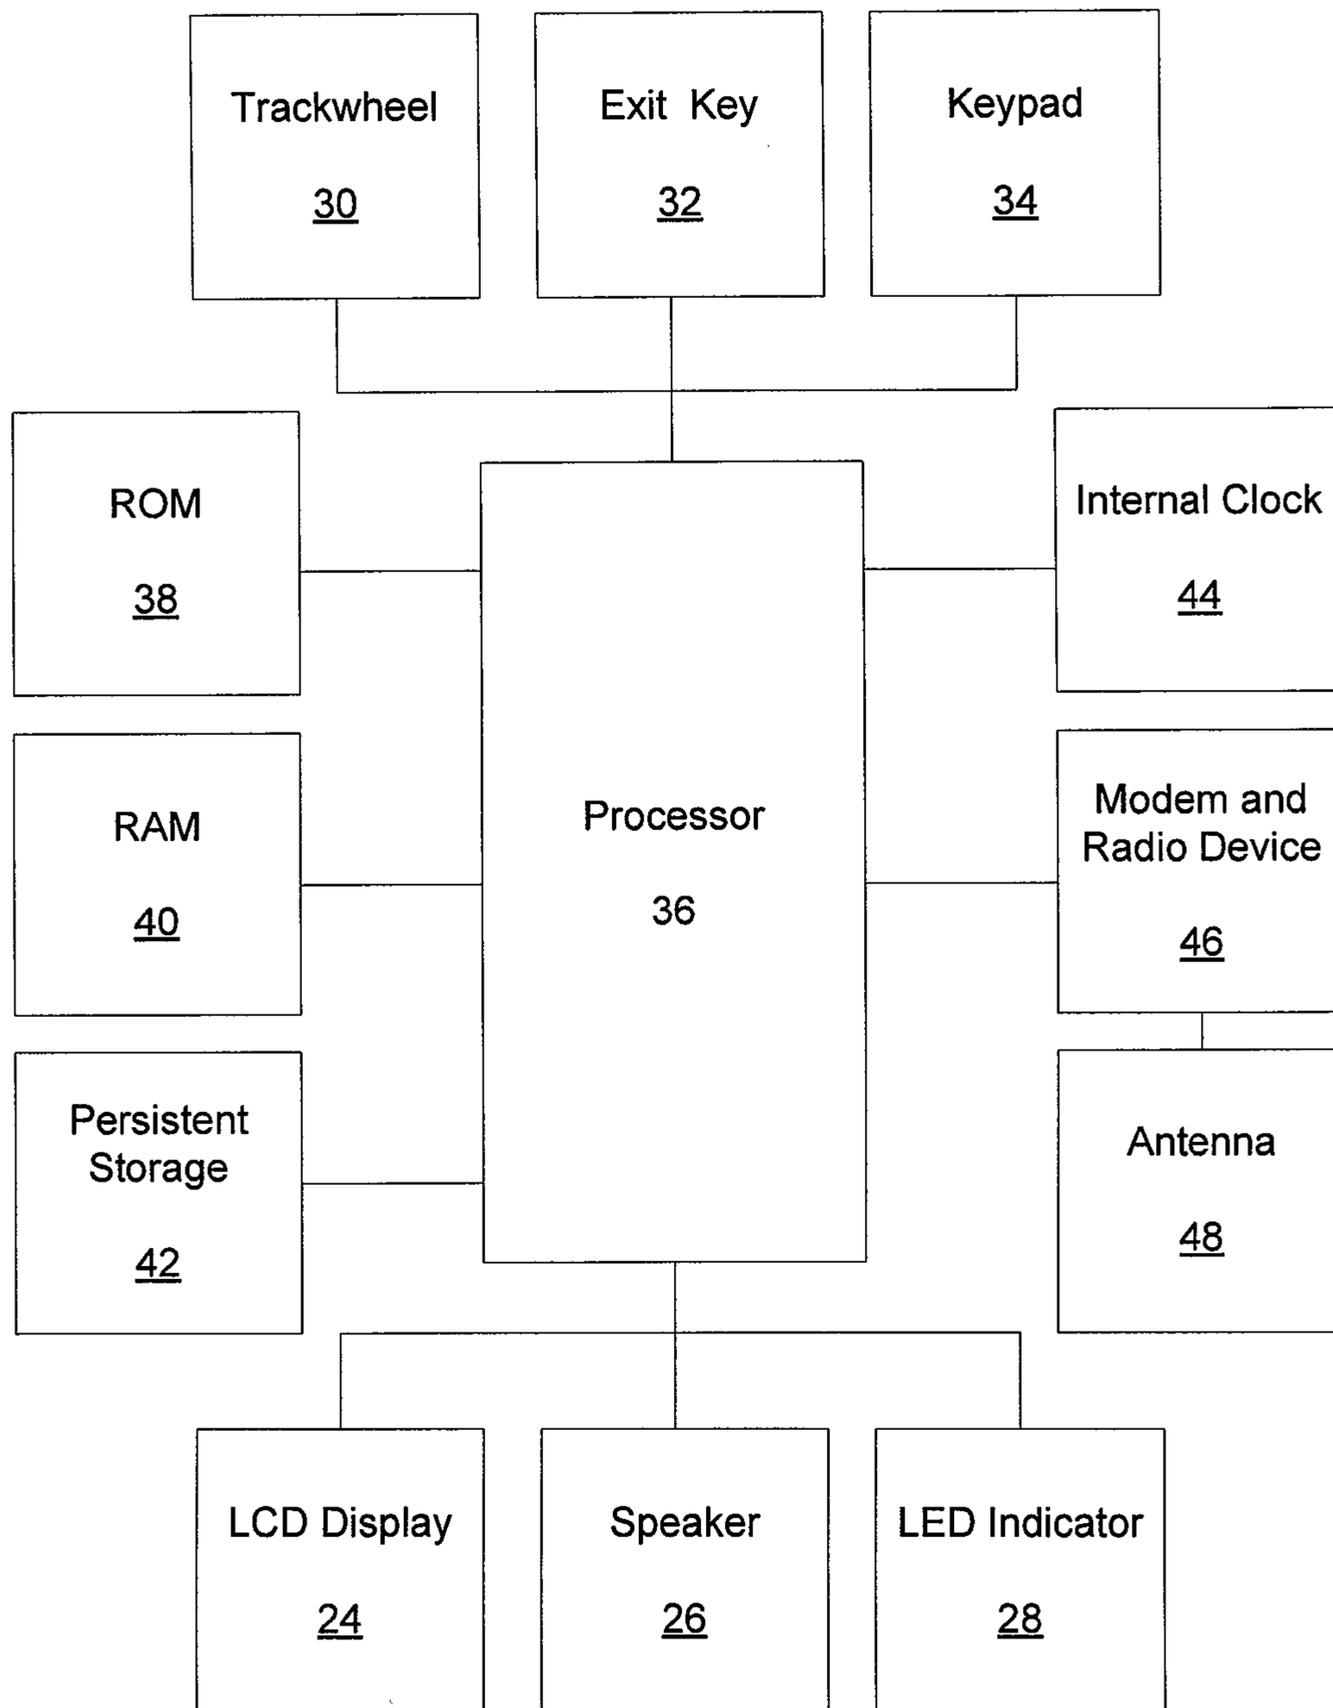 Trackwheel
30
Exit Key
32
Keypad
34
ROM
38
Internal Clock
44
RAM
40
Processor
36
Modem and
Radio Device
46
Persistent
Storage
42
Antenna
48
LCD Display
24
Speaker
26
LED Indicator
28